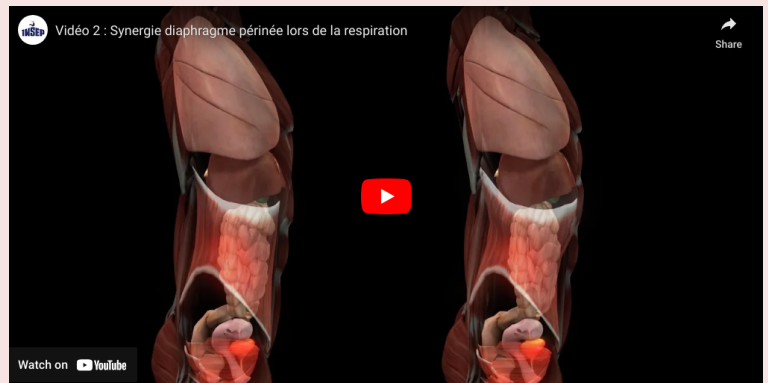 INSEP
Vidéo 2 : Synergie diaphragme périnée lors de la respiration
Share
Watch on YouTube